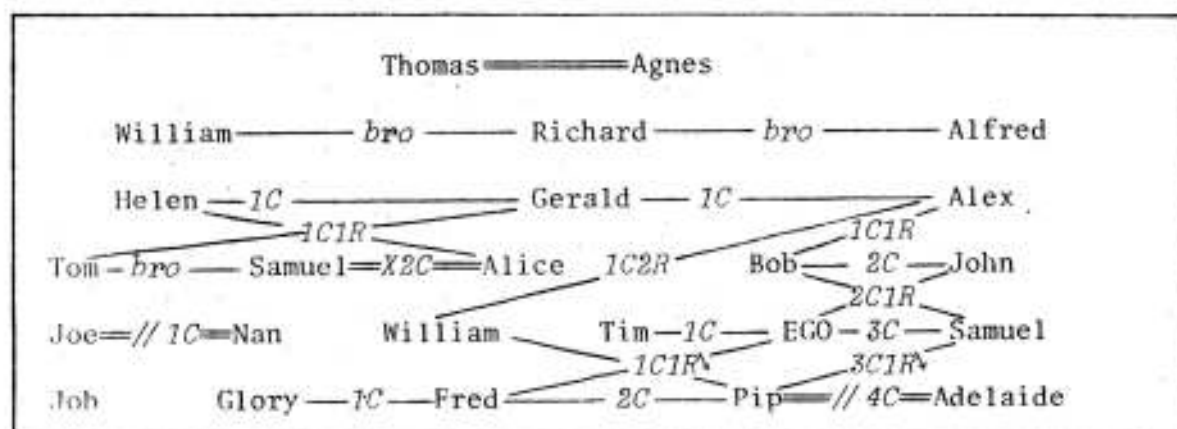 Thomas Agnes
William bro Richard bro Alfred
Helen 1C Gerald 1C Alex
1C1R 1C1R
Tom bro Samuel X2C Alice 1C2R Bob 2C John
2C1R
Joe // 1C Nan William Tim 1C EGO 3C Samuel
1C1R 3C1R
Job Glory 1C Fred 2C Pip // 4C Adelaide